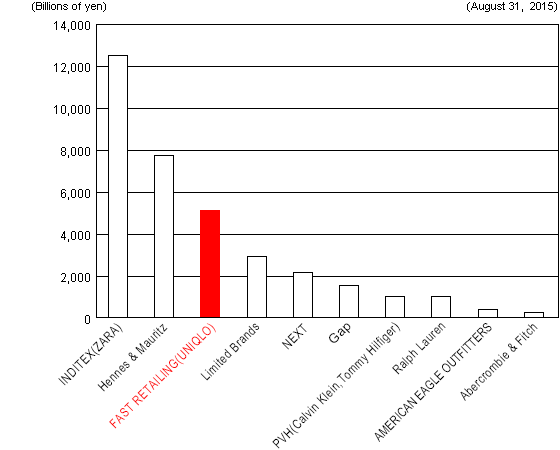 (Billions of yen)
(August 31, 2015)
14,000
12,000
10,000
8,000
6,000
4,000
2,000
0
INDITEX(ZARA)
Hennes & Mauritz
FAST RETAILING(UNIQLO)
Limited Brands
NEXT
Gap
PVH(Calvin Klein,Tommy Hilfiger)
Ralph Lauren
AMERICAN EAGLE OUTFITTERS
Abercrombie & Fitch